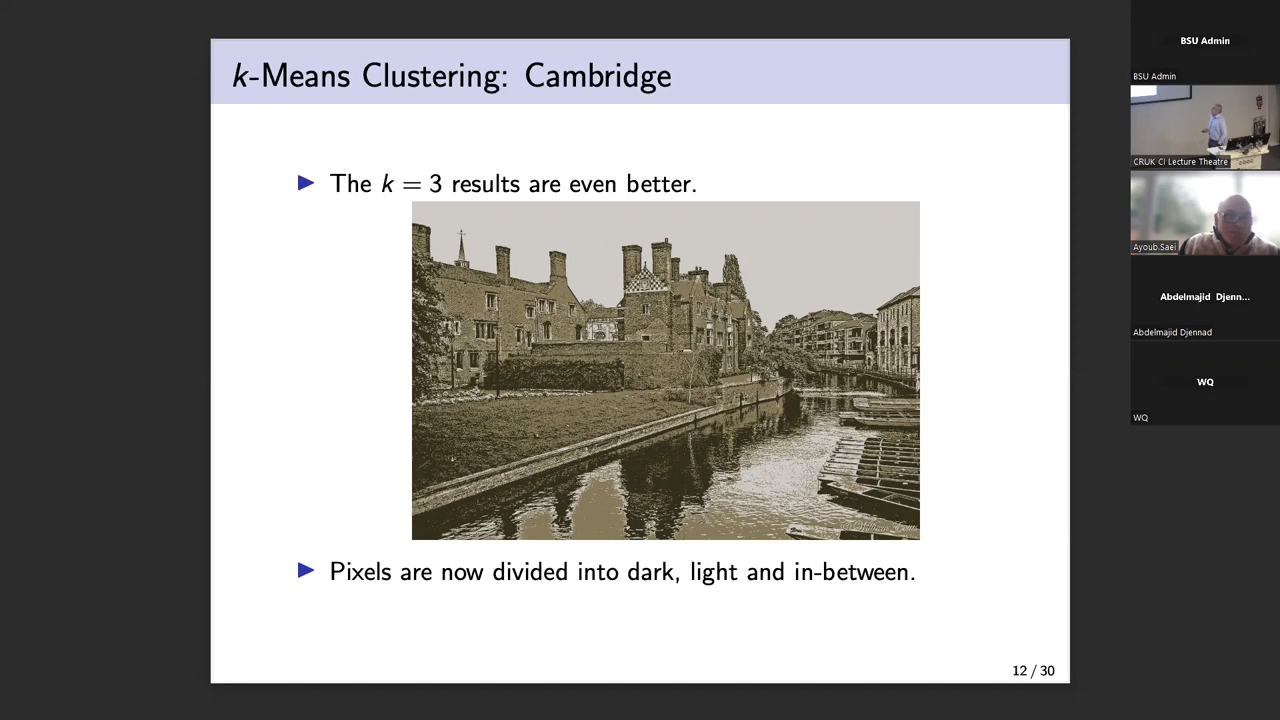 k-Means Clustering: Cambridge
▶ The k = 3 results are even better.
▶ Pixels are now divided into dark, light and in-between.
12 / 30
BSU Admin
BSU Admin
CRUK CI Lecture Theatre
Ayoub.Saei
Abdelmajid Djenn...
Abdelmajid Djennad
WQ
WQ